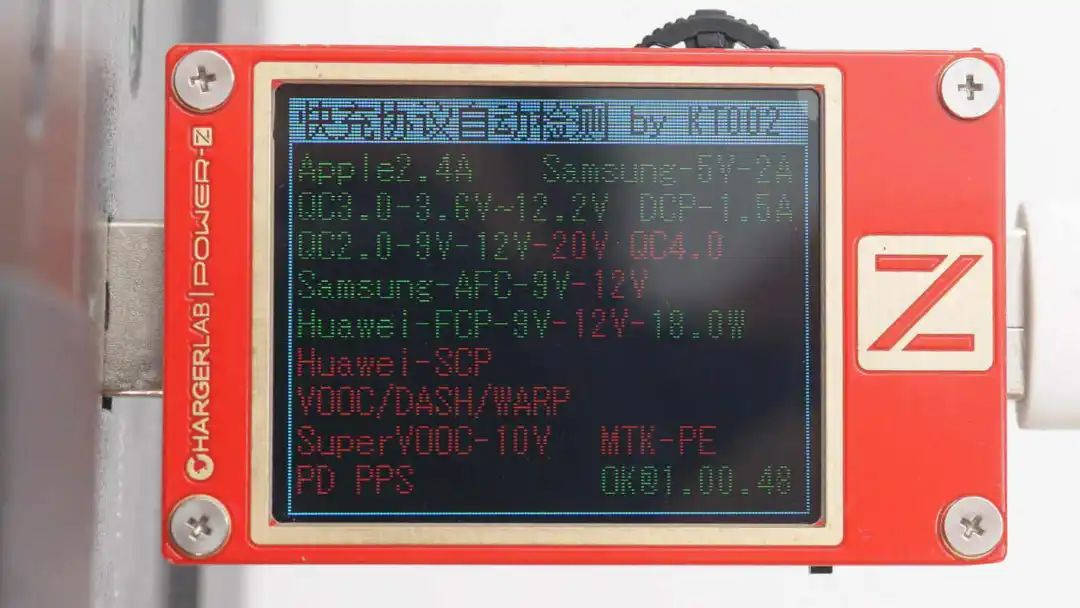 快充协议自动检测 by KT002
Apple2.4A Samsung-5V-2A
QC3.0-3.6V~12.2V DCP-1.5A
QC2.0-9V-12V-20V QC4.0
Samsung-AFC-9V-12V
Huawei-FCP-9V-12V-18.0W
Huawei-SCP
VOOC/DASH/WARP
SuperVOOC-10V MTK-PE
PD PPS OK@1.00.48
CHARGERLAB|POWER-Z
Z